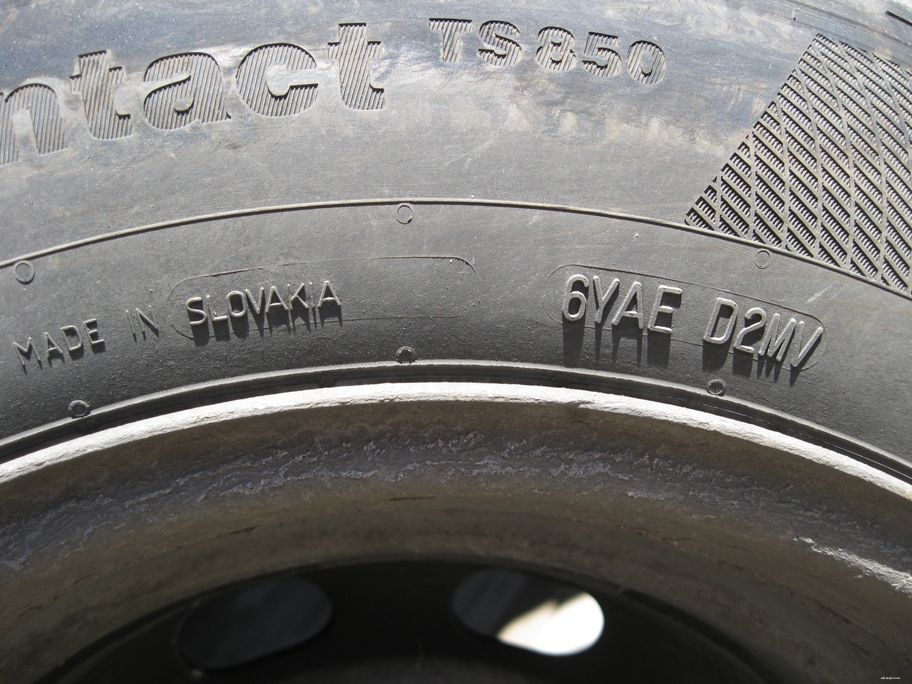 ntact TS850
MADE IN SLOVAKIA
6YAE D2MV